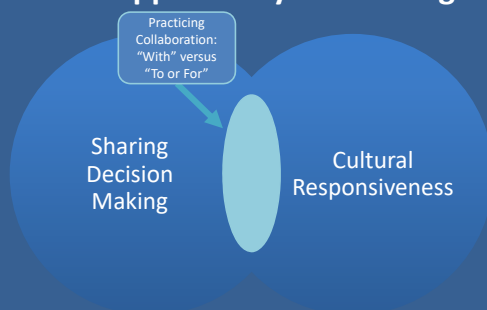 Practicing
Collaboration:
“With” versus
“To or For”
Sharing
Decision
Making
Cultural
Responsiveness